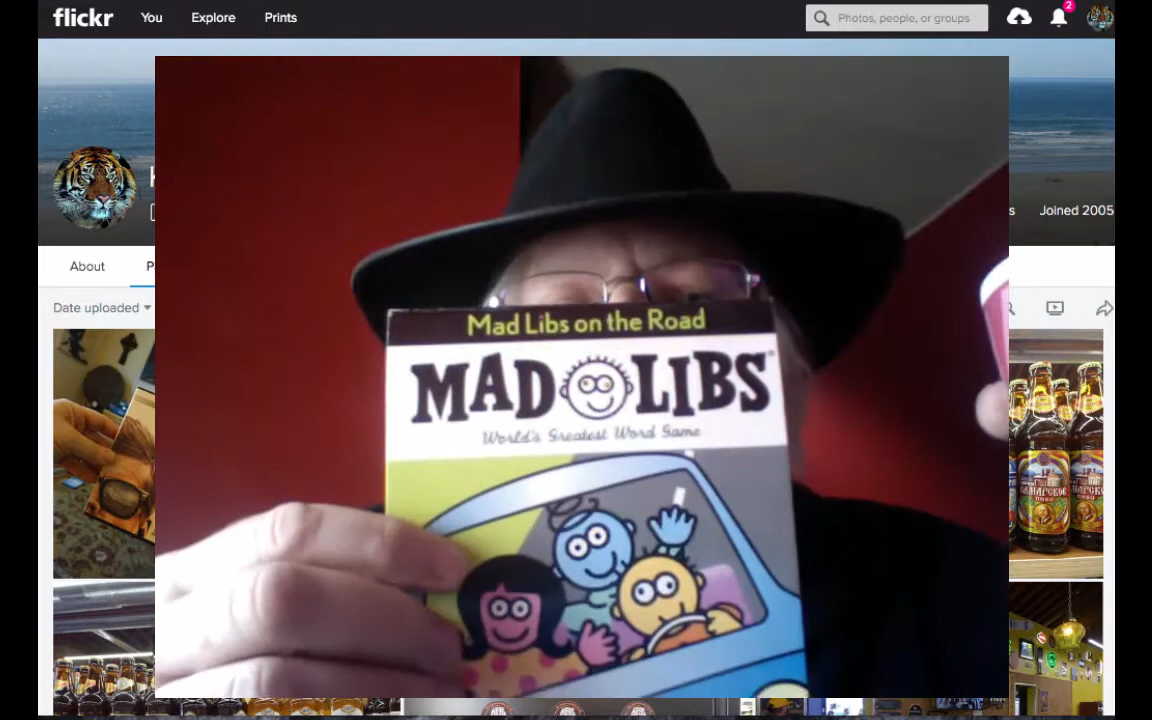 flickr You Explore Prints
Photos, people, or groups
2
K
s Joined 2005
About P
Date uploaded
Mad Libs on the Road
MAD LIBS®
World's Greatest Word Game